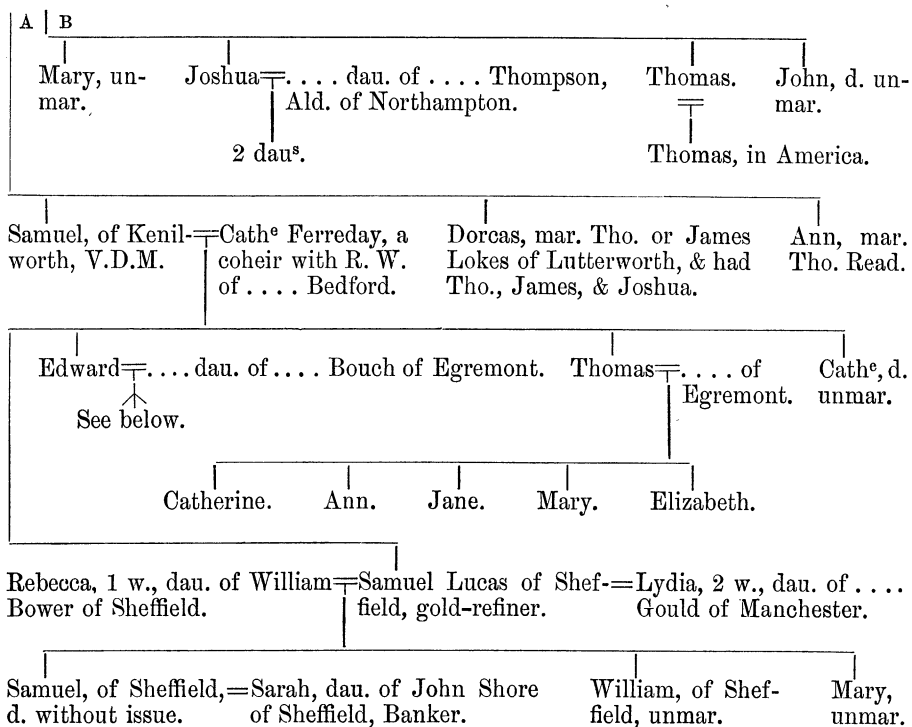 A | B
Mary, un- Joshua=. . . . dau. of . . . . Thompson, Thomas. John, d. un-
mar. Ald. of Northampton. = mar.
2 dauˢ. Thomas, in America.
Samuel, of Kenil-=Cathᵉ Ferreday, a Dorcas, mar. Tho. or James Ann, mar.
worth, V.D.M. coheir with R. W. Lokes of Lutterworth, & had Tho. Read.
of . . . . Bedford. Tho., James, & Joshua.
Edward=. . . . dau. of . . . . Bouch of Egremont. Thomas=. . . . of Cathᵉ, d.
Egremont. unmar.
See below.
Catherine. Ann. Jane. Mary. Elizabeth.
Rebecca, 1 w., dau. of William=Samuel Lucas of Shef-=Lydia, 2 w., dau. of . . . .
Bower of Sheffield. field, gold-refiner. Gould of Manchester.
Samuel, of Sheffield,=Sarah, dau. of John Shore William, of Shef- Mary,
d. without issue. of Sheffield, Banker. field, unmar. unmar.